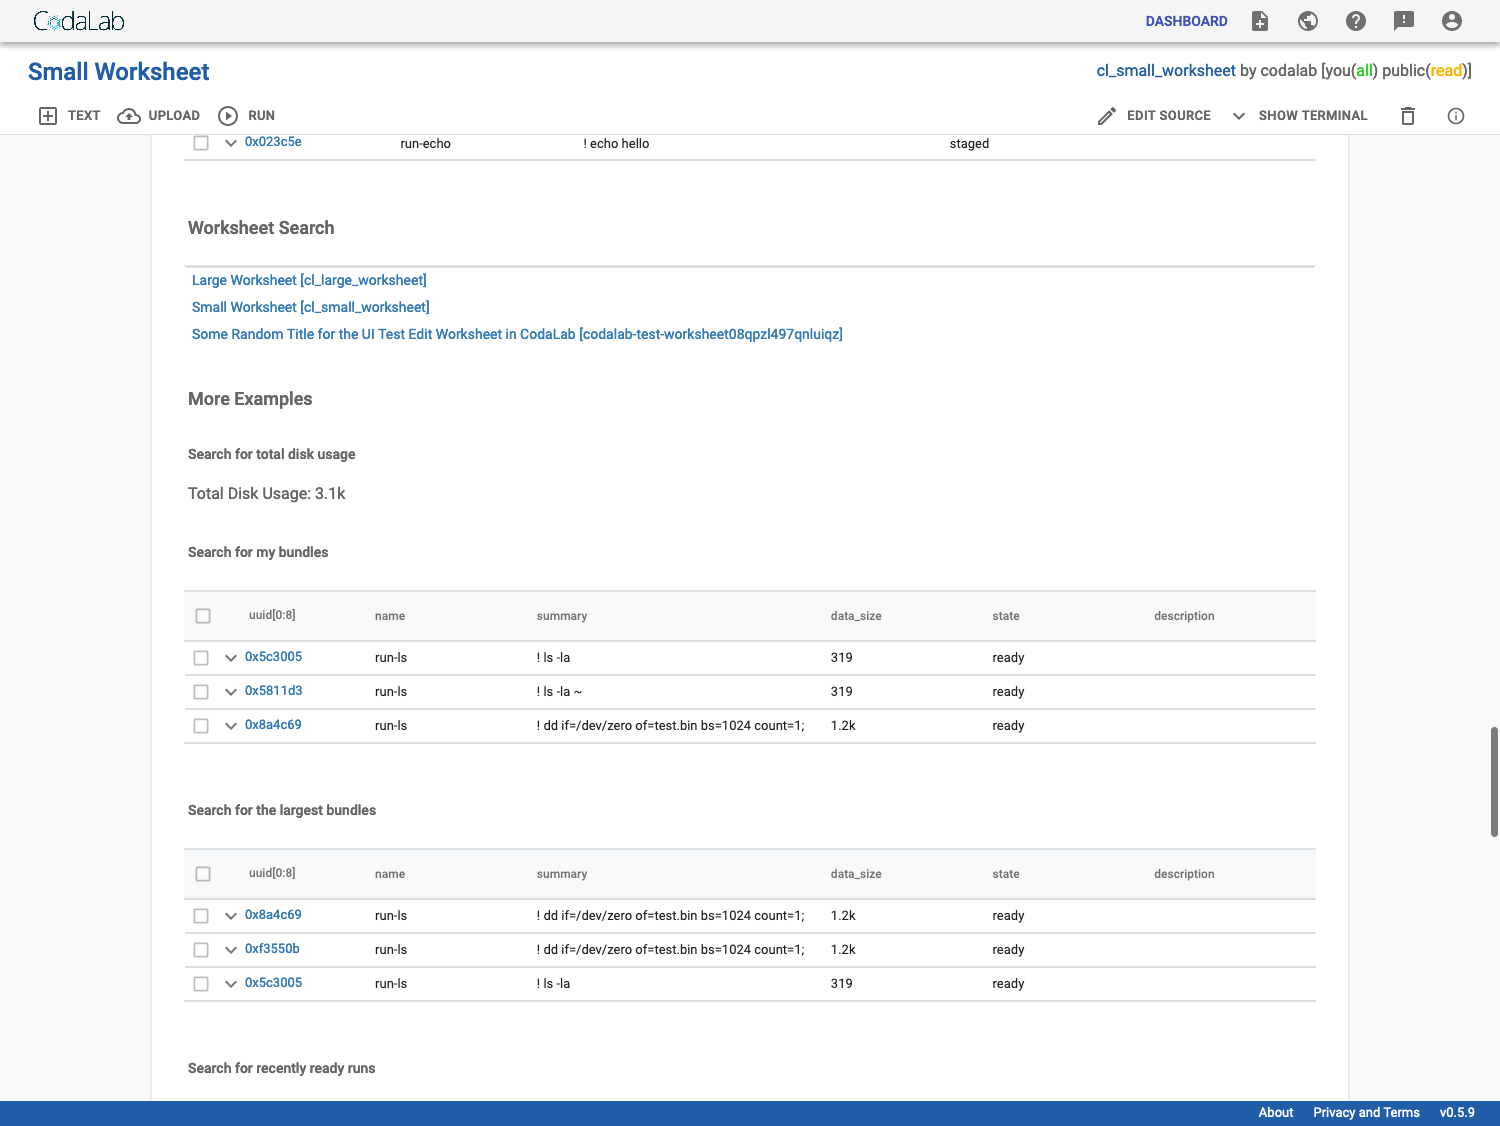 CodaLab
DASHBOARD
Small Worksheet
cl_small_worksheet by codalab [you(all) public(read)]
TEXT UPLOAD RUN
EDIT SOURCE SHOW TERMINAL
0x023c5e run-echo ! echo hello staged
Worksheet Search
Large Worksheet [cl_large_worksheet]
Small Worksheet [cl_small_worksheet]
Some Random Title for the UI Test Edit Worksheet in CodaLab [codalab-test-worksheet08qpzl497qnluiqz]
More Examples
Search for total disk usage
Total Disk Usage: 3.1k
Search for my bundles
uuid[0:8] name summary data_size state description
0x5c3005 run-ls ! ls -la 319 ready
0x5811d3 run-ls ! ls -la ~ 319 ready
0x8a4c69 run-ls ! dd if=/dev/zero of=test.bin bs=1024 count=1; 1.2k ready
Search for the largest bundles
uuid[0:8] name summary data_size state description
0x8a4c69 run-ls ! dd if=/dev/zero of=test.bin bs=1024 count=1; 1.2k ready
0xf3550b run-ls ! dd if=/dev/zero of=test.bin bs=1024 count=1; 1.2k ready
0x5c3005 run-ls ! ls -la 319 ready
Search for recently ready runs
About Privacy and Terms v0.5.9